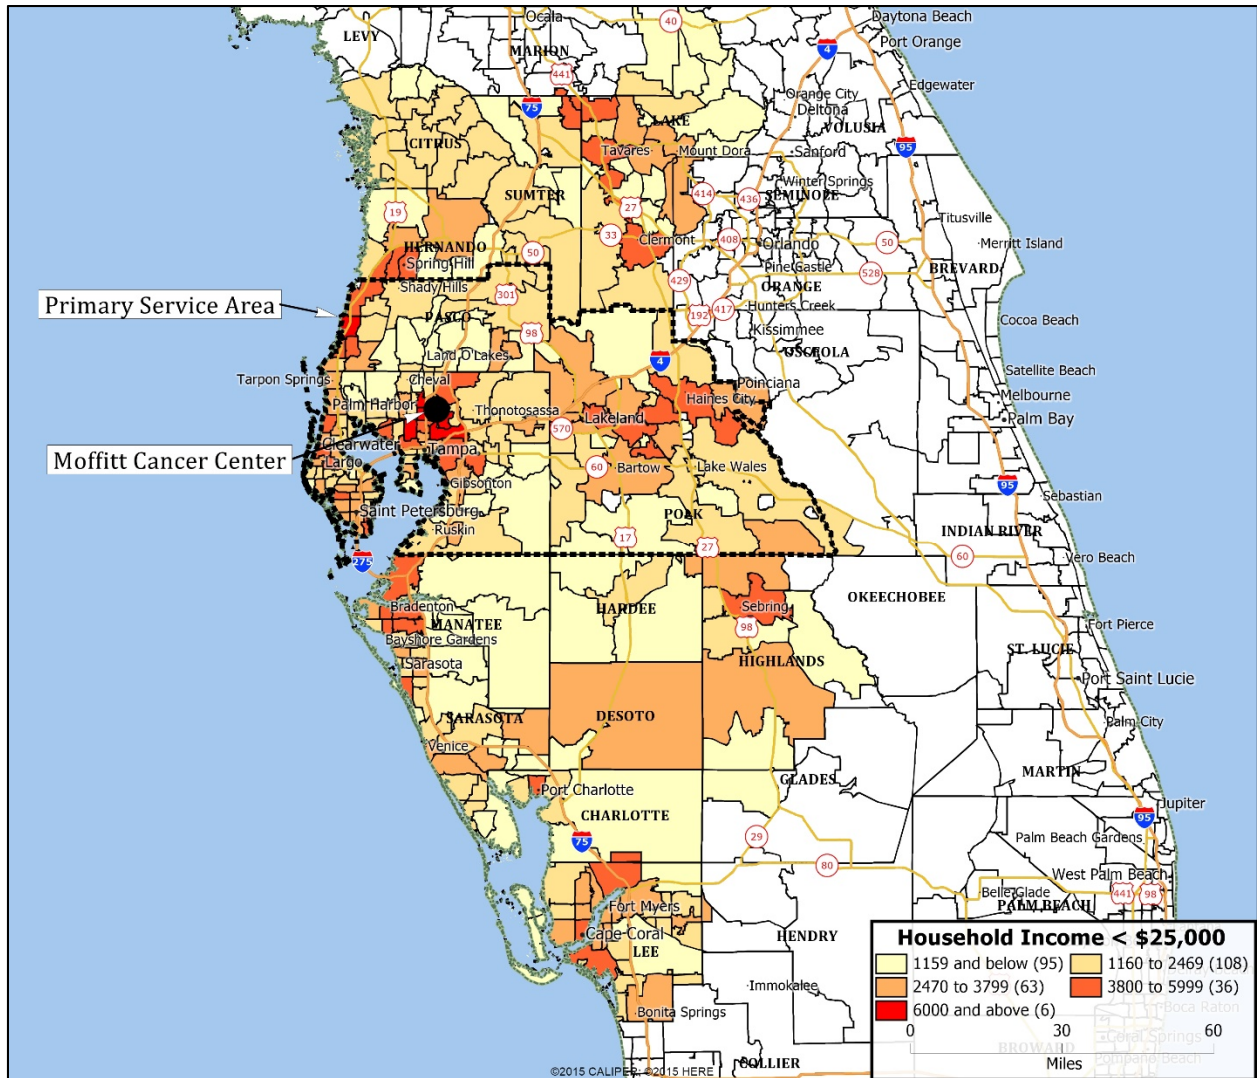 Ocala
40
Daytona Beach
LEVY
Port Orange
MARION
4
441
Edgewater
Orange City
75
Deltona
LAKE
VOLUSIA
CITRUS
95
Tavares
Mount Dora
Sanford
Winter Springs
SUMTER
414
436
SEMINOLE
19
27
Titusville
33
Clermont
408
Orlando
50
Merritt Island
HERNANDO
50
Spring Hill
Pine Castle
BREVARD
528
Shady Hills
429
ORANGE
301
Primary Service Area
417
Hunters Creek
192
PASCO
Cocoa Beach
98
Kissimmee
Land O'Lakes
4
OSCEOLA
Tarpon Springs
Cheval
Satellite Beach
Poinciana
Melbourne
Palm Harbor
Haines City
Thonotosassa
Lakeland
Palm Bay
570
Clearwater
Tampa
Moffitt Cancer Center
Largo
60
Bartow
Lake Wales
Gibsonton
95
Sebastian
Saint Petersburg
POLK
Ruskin
17
INDIAN RIVER
27
60
Vero Beach
275
OKEECHOBEE
Bradenton
HARDEE
Sebring
MANATEE
98
Fort Pierce
Bayshore Gardens
ST. LUCIE
Sarasota
HIGHLANDS
Port Saint Lucie
SARASOTA
DESOTO
Palm City
Venice
MARTIN
GLADES
Port Charlotte
Jupiter
CHARLOTTE
95
75
29
Palm Beach Gardens
80
West Palm Beach
Belle Glade
441
98
Fort Myers
PALM BEACH
Cape Coral
HENDRY
LEE
Household Income < $25,000
1159 and below (95)
1160 to 2469 (108)
2470 to 3799 (63)
3800 to 5999 (36)
6000 and above (6)
Immokalee
Boca Raton
Bonita Springs
0
30
60
Coral Springs
BROWARD
Miles
Pompano Beach
COLLIER
©2015 CALIPER; ©2015 HERE